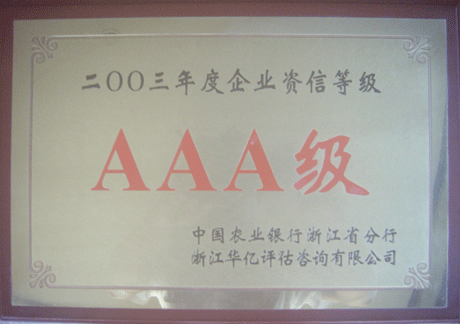 二OO三年度企业资信等级
AAA级
中国农业银行浙江省分行
浙江华亿评估咨询有限公司